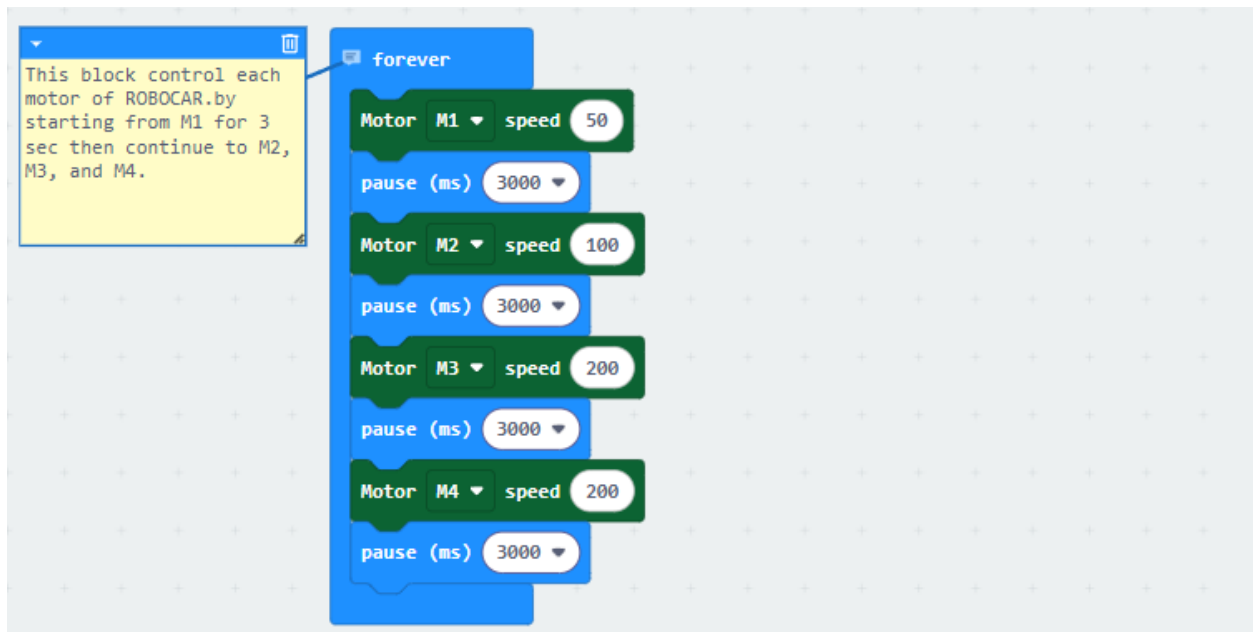 This block control each
motor of ROBOCAR.by
starting from M1 for 3
sec then continue to M2,
M3, and M4.
forever
Motor M1 speed 50
pause (ms) 3000
Motor M2 speed 100
pause (ms) 3000
Motor M3 speed 200
pause (ms) 3000
Motor M4 speed 200
pause (ms) 3000